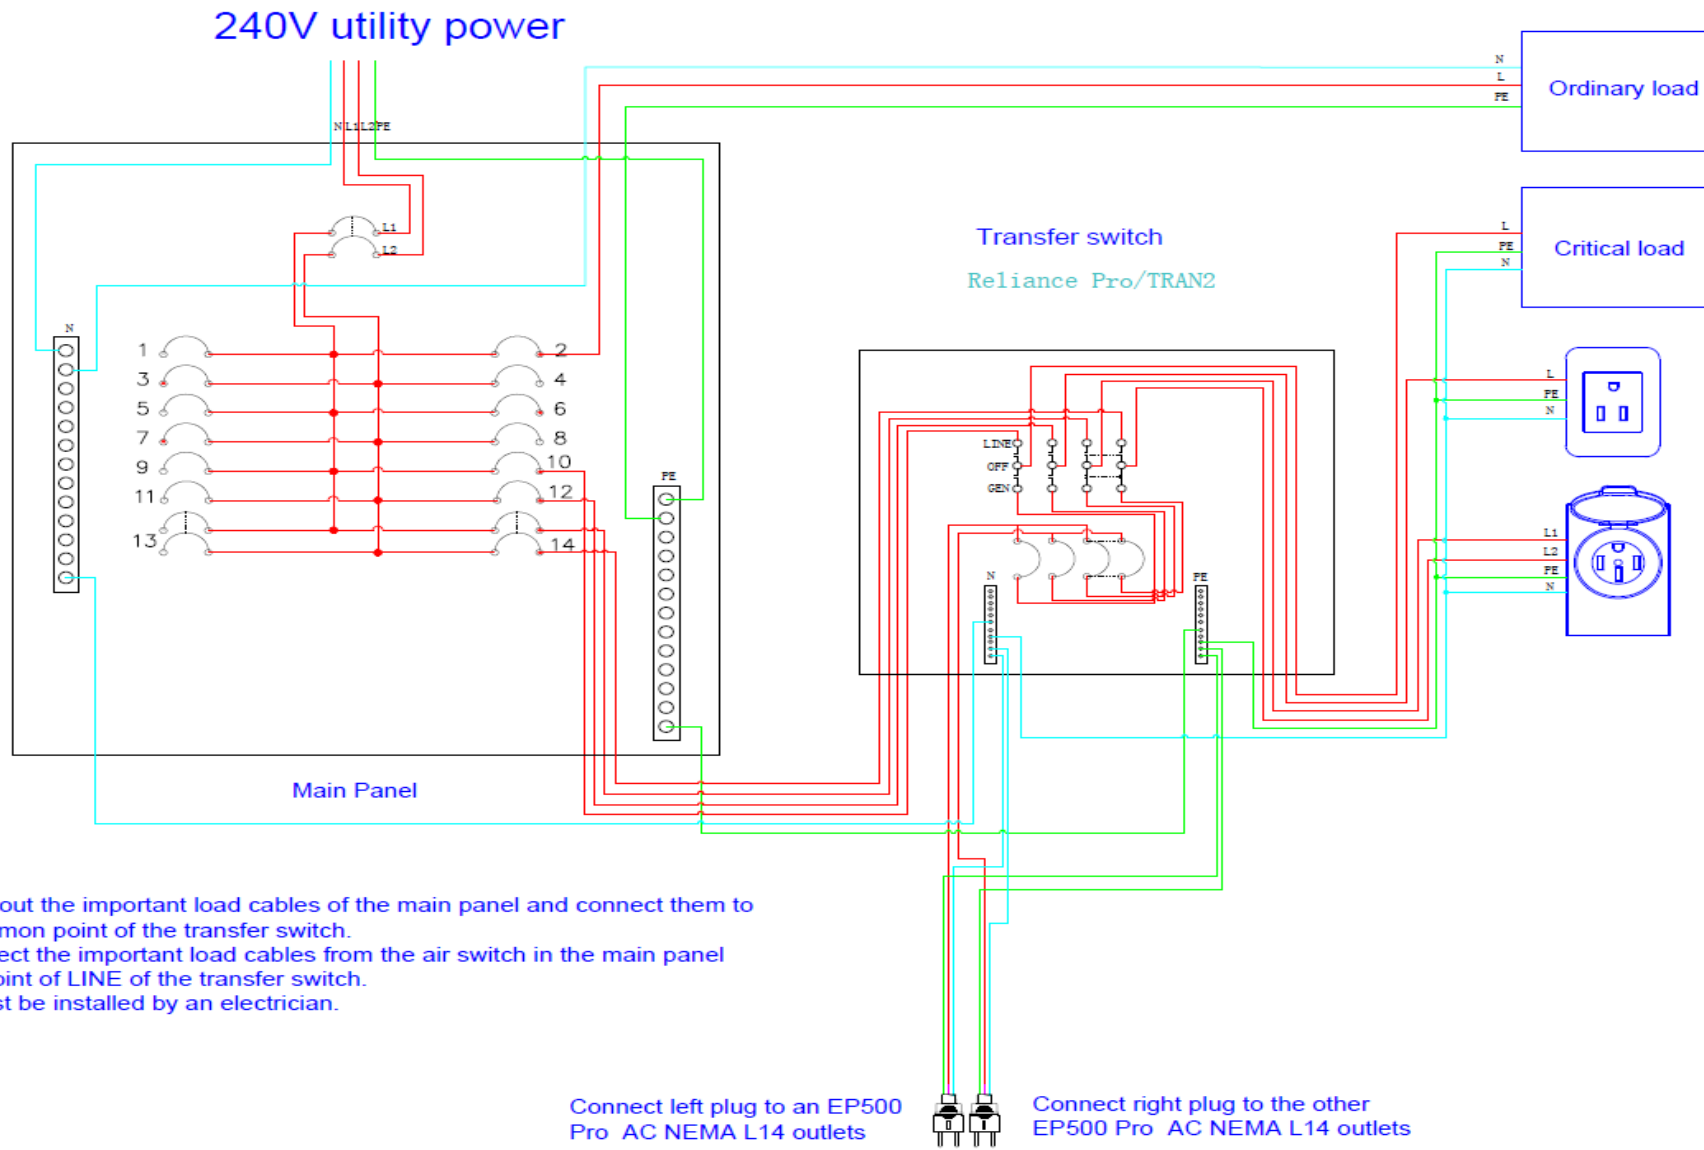 240V utility power
N L1 L2 PE
N
L
PE
Ordinary load
L1
L2
Transfer switch
Reliance Pro/TRAN2
L
PE
N
Critical load
N
1
2
3
4
5
6
7
8
9
10
11
12
13
14
PE
LINE
OFF
GEN
N
PE
L
PE
N
L1
L2
PE
N
Main Panel
out the important load cables of the main panel and connect them to
mon point of the transfer switch.
ect the important load cables from the air switch in the main panel
oint of LINE of the transfer switch.
st be installed by an electrician.
Connect left plug to an EP500
Pro AC NEMA L14 outlets
Connect right plug to the other
EP500 Pro AC NEMA L14 outlets